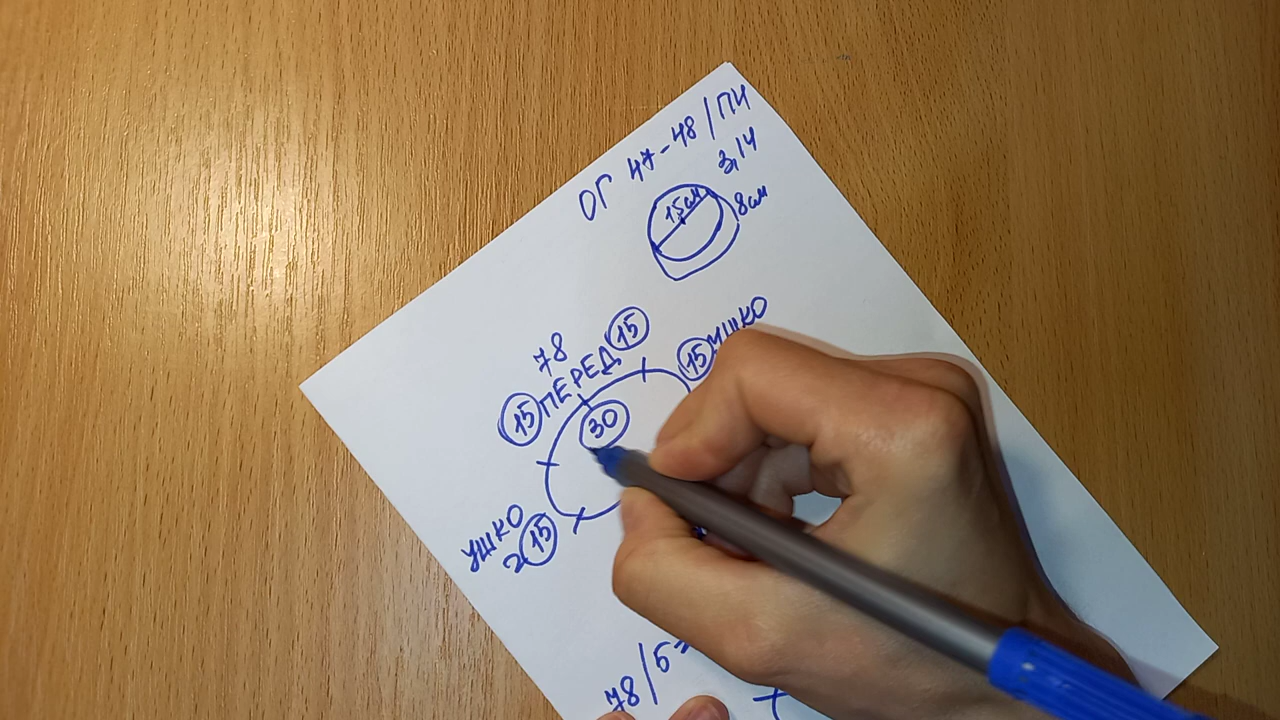 ОГ 47-48/ПИ
3,14
15см 8см
78
15 ПЕРЕД 15
15 УШКО
30
УШКО
2 15
78/5=